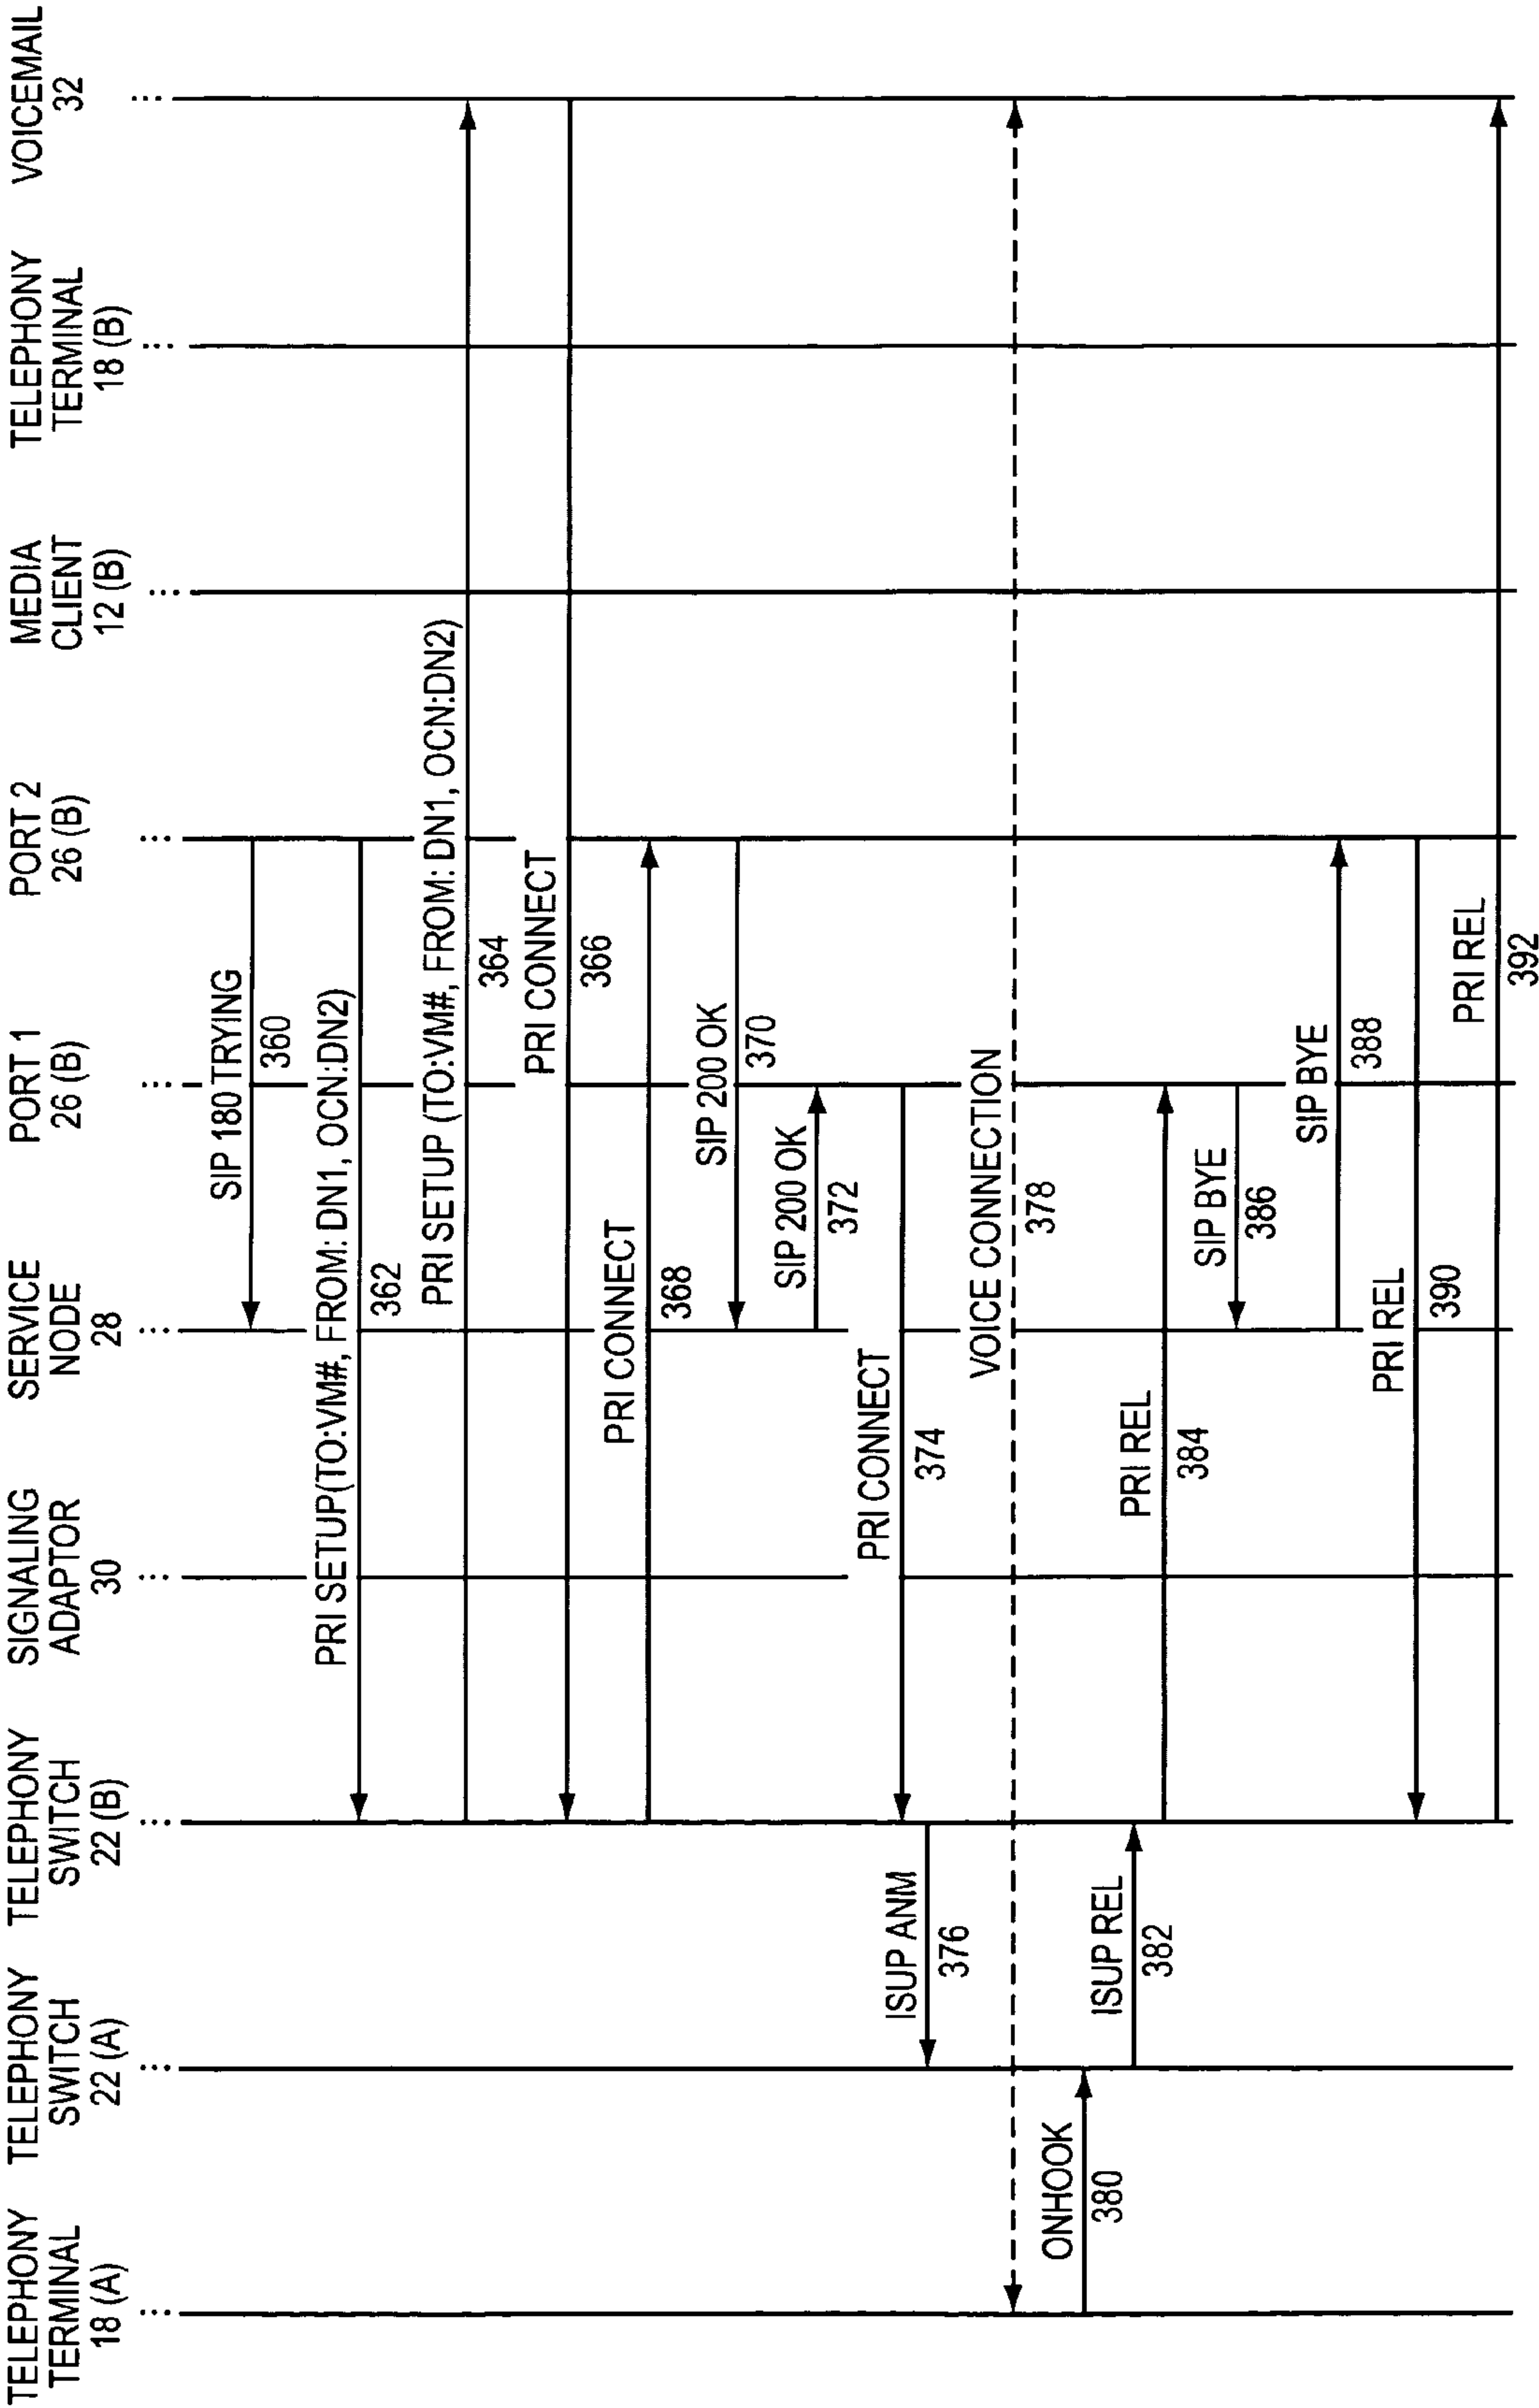 TELEPHONY
TERMINAL
18 (A)
TELEPHONY
SWITCH
22 (A)
TELEPHONY
SWITCH
22 (B)
SIGNALING
ADAPTOR
30
SERVICE
NODE
28
PORT 1
26 (B)
PORT 2
26 (B)
MEDIA
CLIENT
12 (B)
TELEPHONY
TERMINAL
18 (B)
VOICEMAIL
32
SIP 180 TRYING
360
PRI SETUP(TO:VM#, FROM: DN1, OCN:DN2)
362
PRI SETUP (TO:VM#, FROM: DN1, OCN:DN2)
364
PRI CONNECT
366
PRI CONNECT
368
SIP 200 OK
370
SIP 200 OK
372
PRI CONNECT
374
ISUP ANM
376
VOICE CONNECTION
378
ONHOOK
380
ISUP REL
382
PRI REL
384
SIP BYE
386
SIP BYE
388
PRI REL
390
PRI REL
392